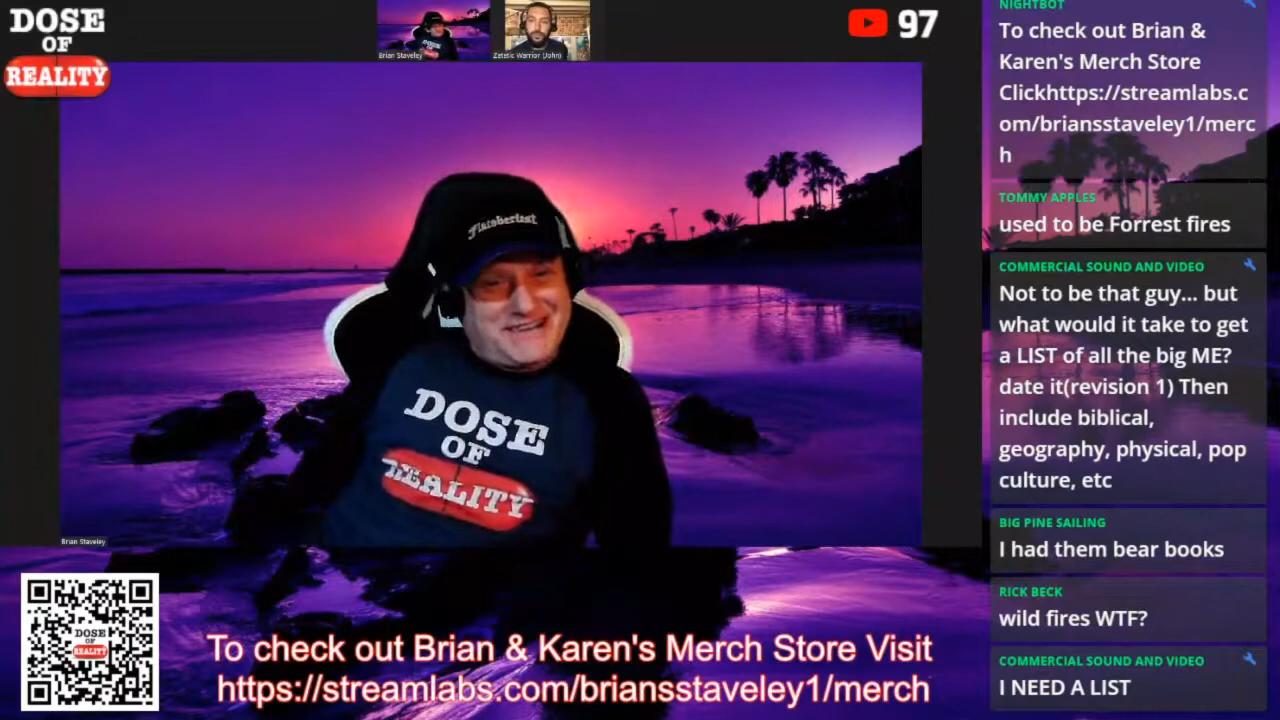 DOSE
OF
REALITY
Brian Staveley
Zetetic Warrior (John)
97
Flatoberfest
DOSE
OF
REALITY
Brian Staveley
DOSE
OF
REALITY
To check out Brian & Karen's Merch Store Visit
https://streamlabs.com/briansstaveley1/merch
NIGHTBOT
To check out Brian &
Karen's Merch Store
Clickhttps://streamlabs.c
om/briansstaveley1/merc
h
TOMMY APPLES
used to be Forrest fires
COMMERCIAL SOUND AND VIDEO
Not to be that guy... but
what would it take to get
a LIST of all the big ME?
date it(revision 1) Then
include biblical,
geography, physical, pop
culture, etc
BIG PINE SAILING
I had them bear books
RICK BECK
wild fires WTF?
COMMERCIAL SOUND AND VIDEO
I NEED A LIST